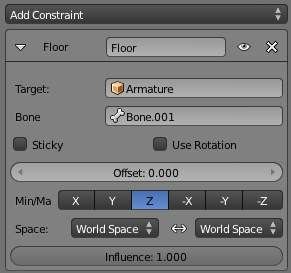 Add Constraint
Floor Floor
Target: Armature
Bone Bone.001
Sticky Use Rotation
Offset: 0.000
Min/Ma X Y Z -X -Y -Z
Space: World Space World Space
Influence: 1.000